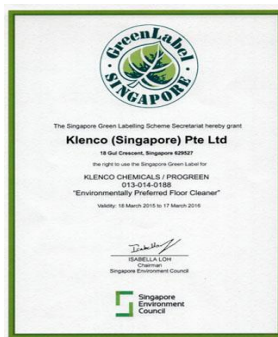 GreenLabel
SINGAPORE
The Singapore Green Labelling Scheme Secretariat hereby grant
Klenco (Singapore) Pte Ltd
18 Gul Crescent, Singapore 629527
the right to use the Singapore Green Label for
KLENCO CHEMICALS / PROGREEN
013-014-0188
"Environmentally Preferred Floor Cleaner"
Validity: 18 March 2015 to 17 March 2016
ISABELLA LOH
Chairman
Singapore Environment Council
Singapore
Environment
Council